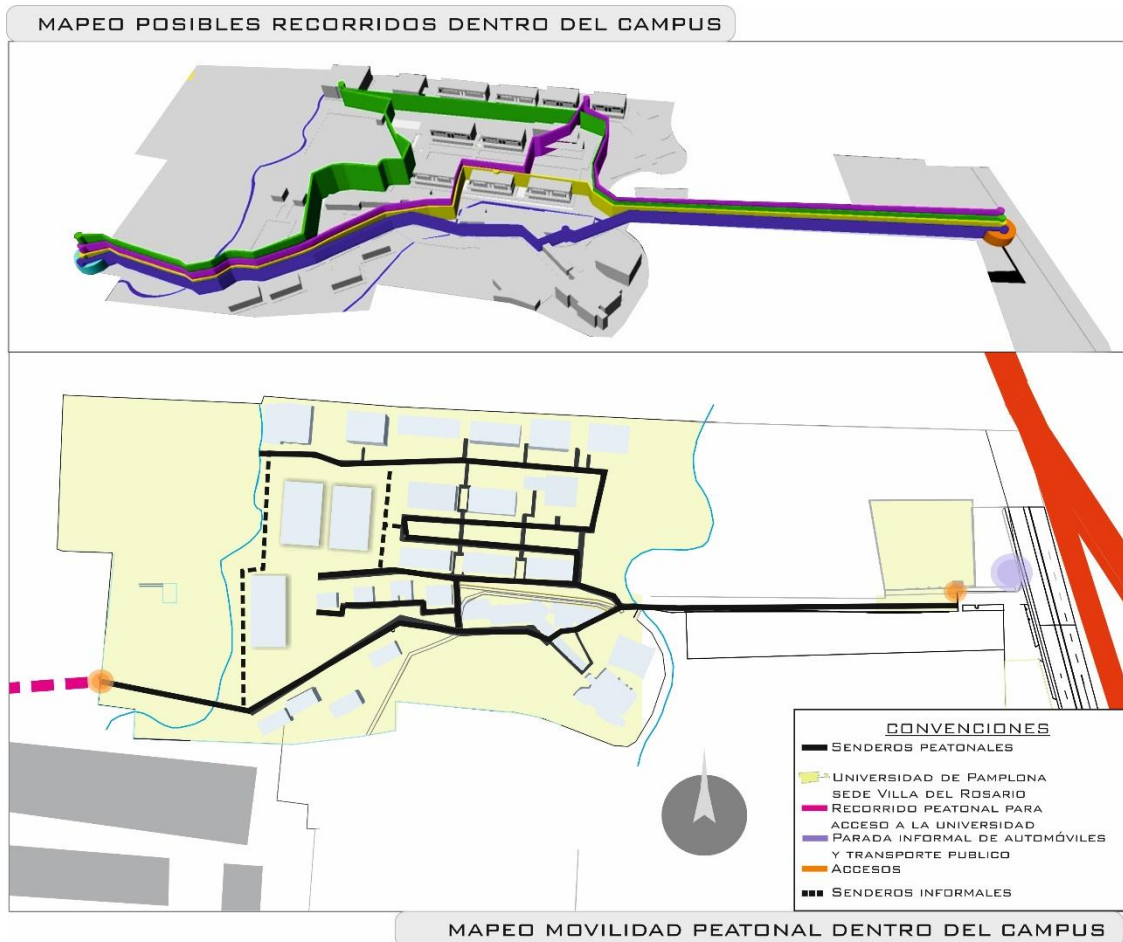 MAPEO POSIBLES RECORRIDOS DENTRO DEL CAMPUS
CONVENCIONES
SENDEROS PEATONALES
UNIVERSIDAD DE PAMPLONA
SEDE VILLA DEL ROSARIO
RECORRIDO PEATONAL PARA
ACCESO A LA UNIVERSIDAD
PARADA INFORMAL DE AUTOMÓVILES
Y TRANSPORTE PUBLICO
ACCESOS
SENDEROS INFORMALES
MAPEO MOVILIDAD PEATONAL DENTRO DEL CAMPUS